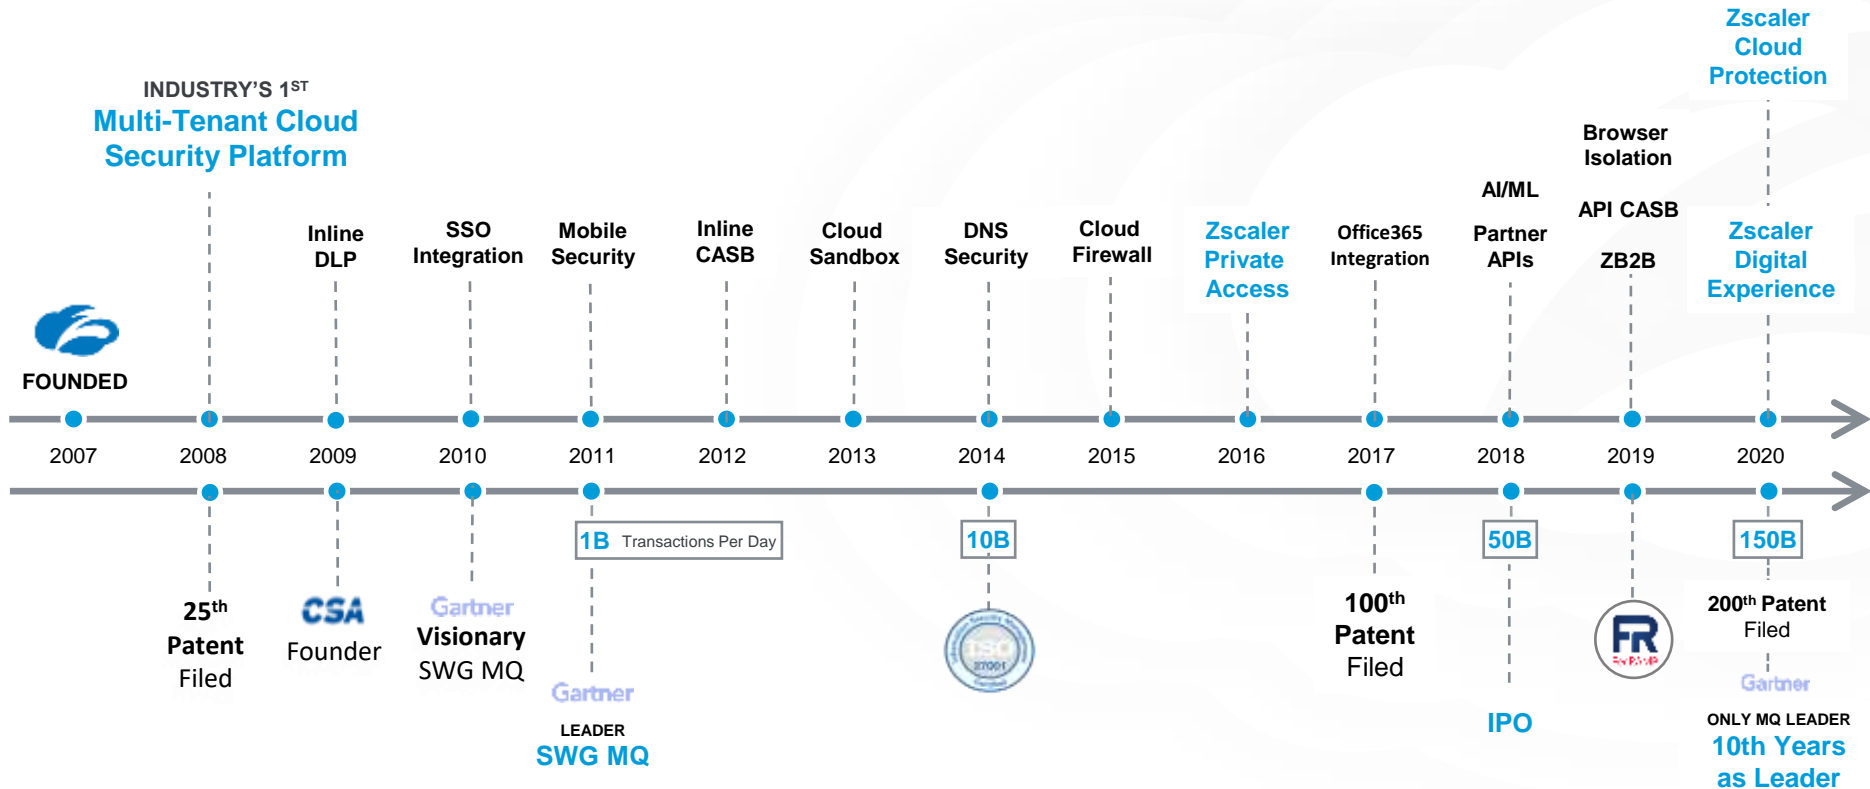 Zscaler
Cloud
Protection
INDUSTRY'S 1ST
Multi-Tenant Cloud
Security Platform
Browser
Isolation
AI/ML
API CASB
Inline
DLP
SSO
Integration
Mobile
Security
Inline
CASB
Cloud
Sandbox
DNS
Security
Cloud
Firewall
Zscaler
Private
Access
Office365
Integration
Partner
APIs
ZB2B
Zscaler
Digital
Experience
FOUNDED
2007
2008
2009
2010
2011
2012
2013
2014
2015
2016
2017
2018
2019
2020
1B Transactions Per Day
10B
50B
150B
25th
Patent
Filed
CSA
Founder
Gartner
Visionary
SWG MQ
Gartner
LEADER
SWG MQ
ISO
27001
100th
Patent
Filed
IPO
FR
FedRAMP
200th Patent
Filed
Gartner
ONLY MQ LEADER
10th Years
as Leader